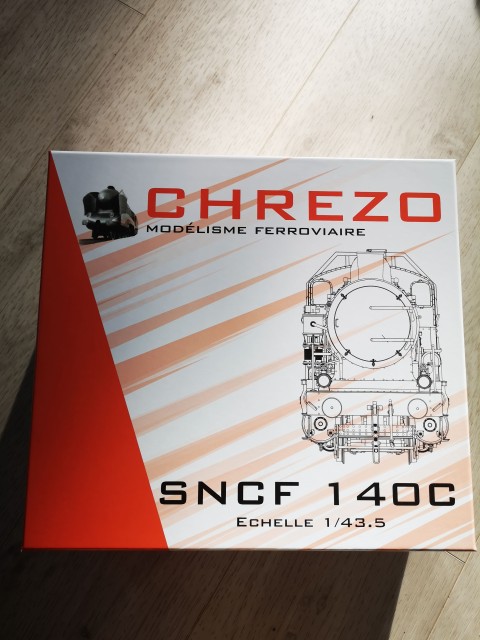 CHREZO
MODÉLISME FERROVIAIRE
SNCF 140C
ECHELLE 1/43.5